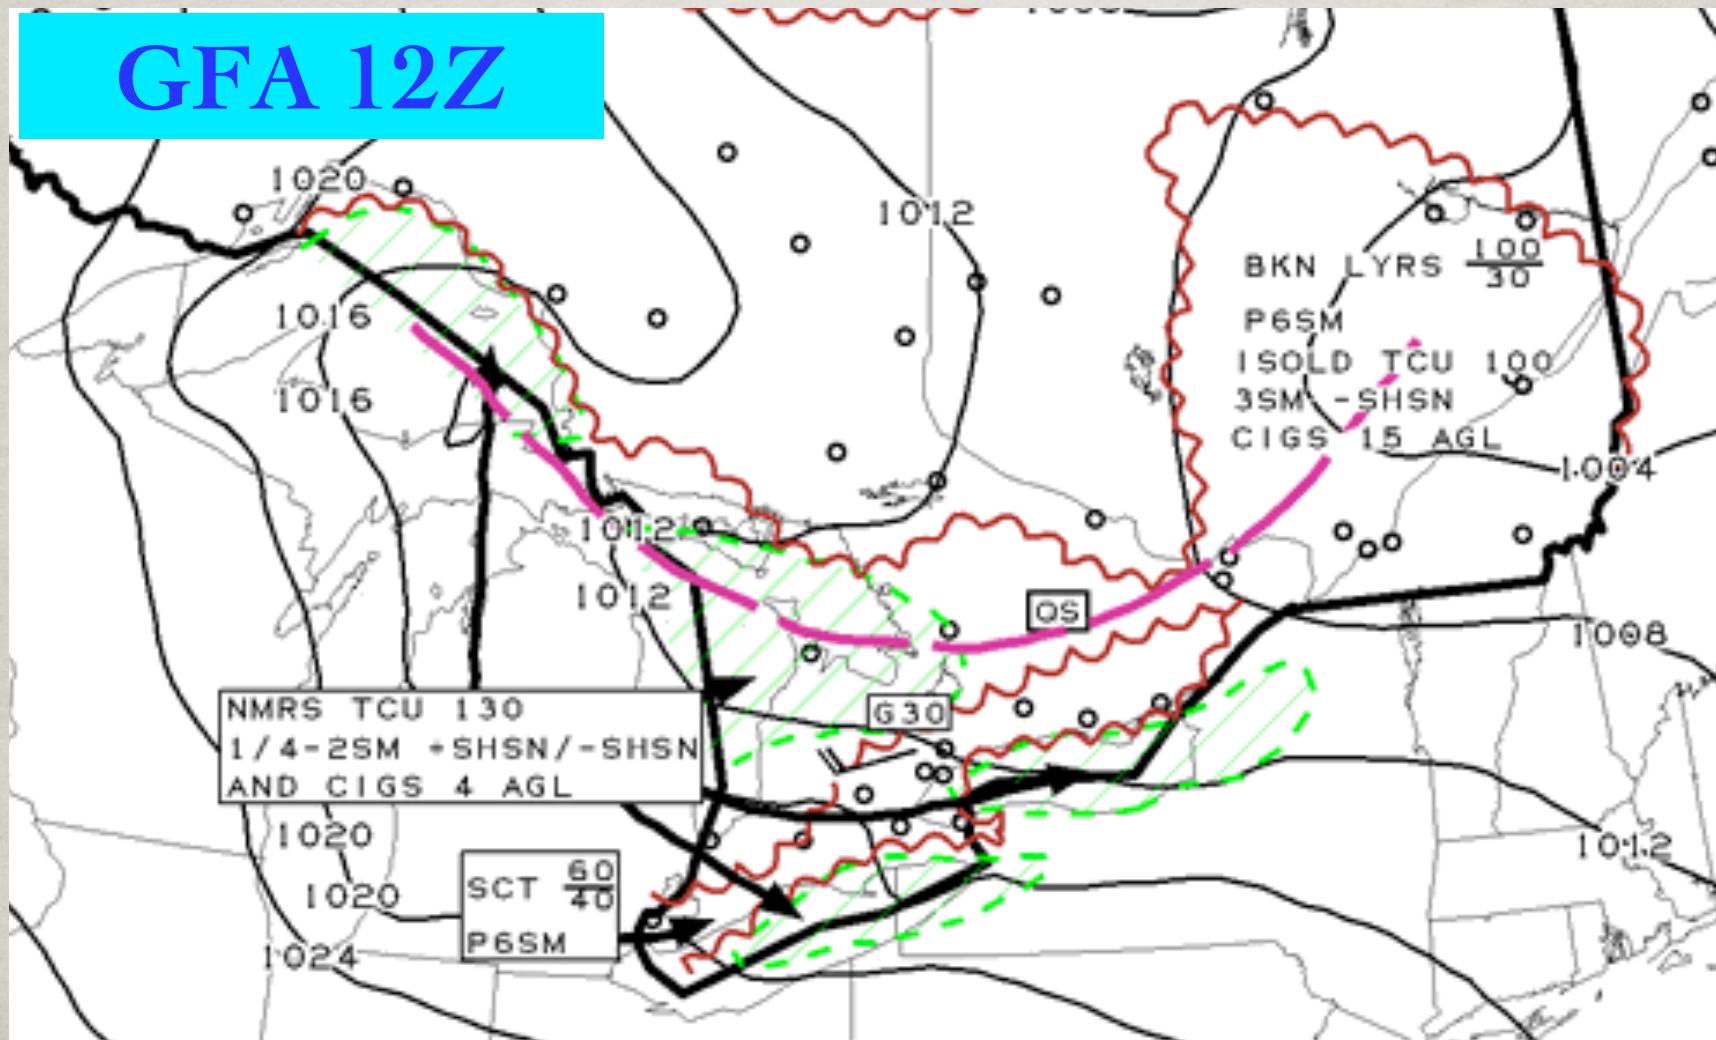 GFA 12Z
1020
1012
BKN LYRS 100/30
P6SM
ISOLD TCU 100
3SM -SHSN
CIGS 15 AGL
1016
1016
1004
1012
1012
QS
1008
G30
NMRS TCU 130
1/4-2SM +SHSN/-SHSN
AND CIGS 4 AGL
1020
1012
SCT 60/40
P6SM
1020
1024